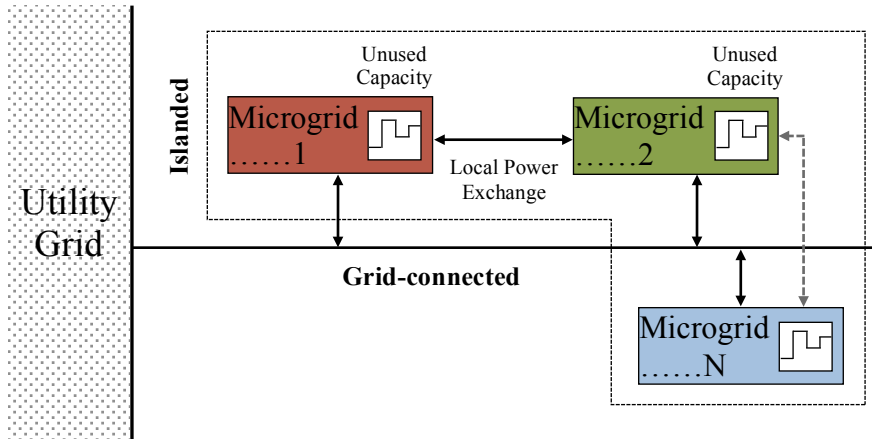 Utility
Grid
Islanded
Unused
Capacity
Microgrid
......1
Local Power
Exchange
Unused
Capacity
Microgrid
......2
Grid-connected
Microgrid
......N